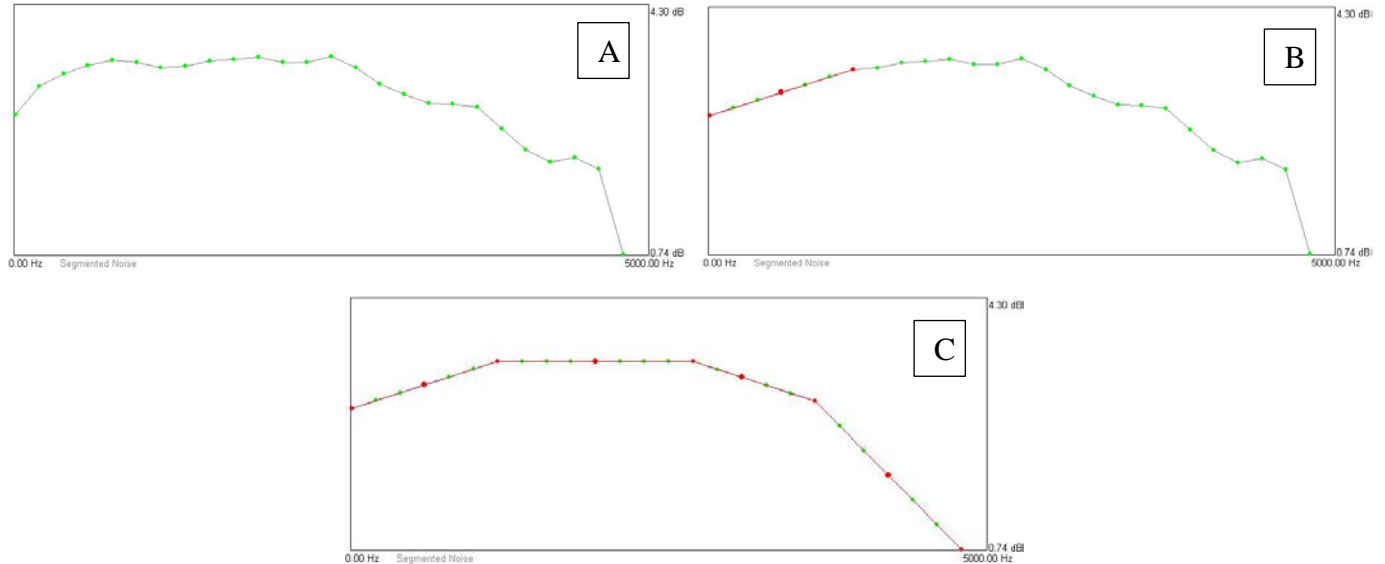 4.30 dB
A
0.74 dB
0.00 Hz Segmented Noise 5000.00 Hz
4.30 dB
B
0.74 dB
0.00 Hz Segmented Noise 5000.00 Hz
4.30 dB
C
0.74 dB
0.00 Hz Segmented Noise 5000.00 Hz